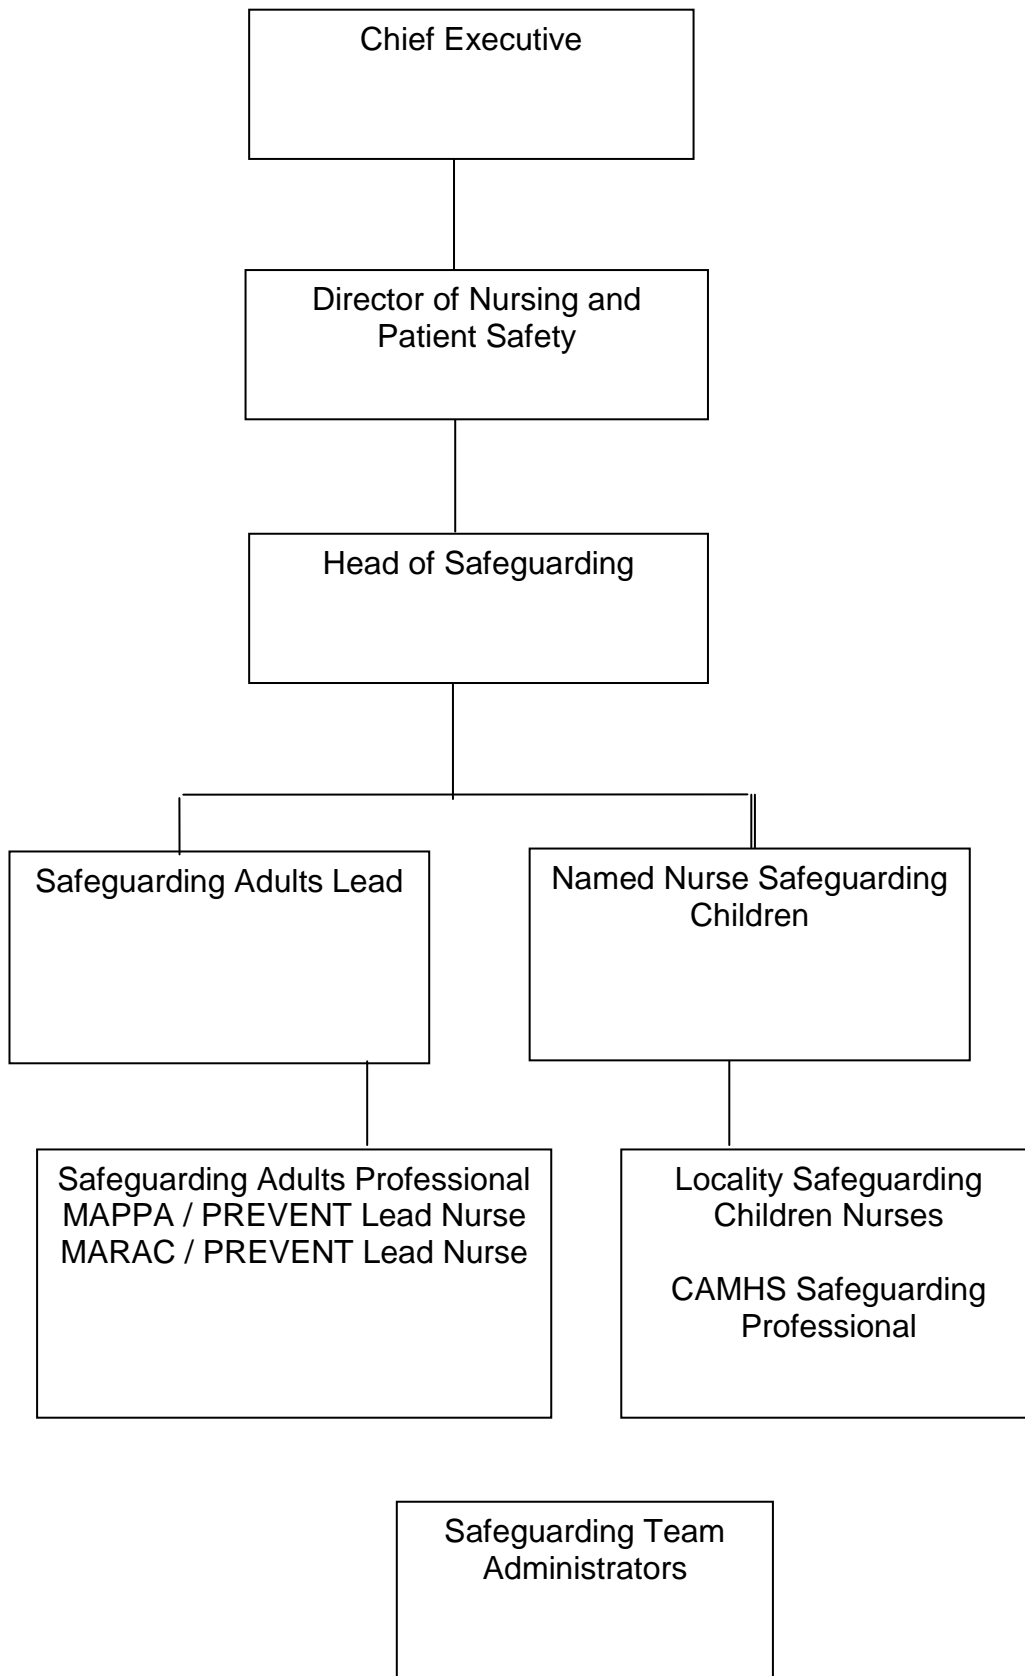 Chief Executive
Director of Nursing and
Patient Safety
Head of Safeguarding
Safeguarding Adults Lead
Named Nurse Safeguarding
Children
Safeguarding Adults Professional
MAPPA / PREVENT Lead Nurse
MARAC / PREVENT Lead Nurse
Locality Safeguarding
Children Nurses
CAMHS Safeguarding
Professional
Safeguarding Team
Administrators